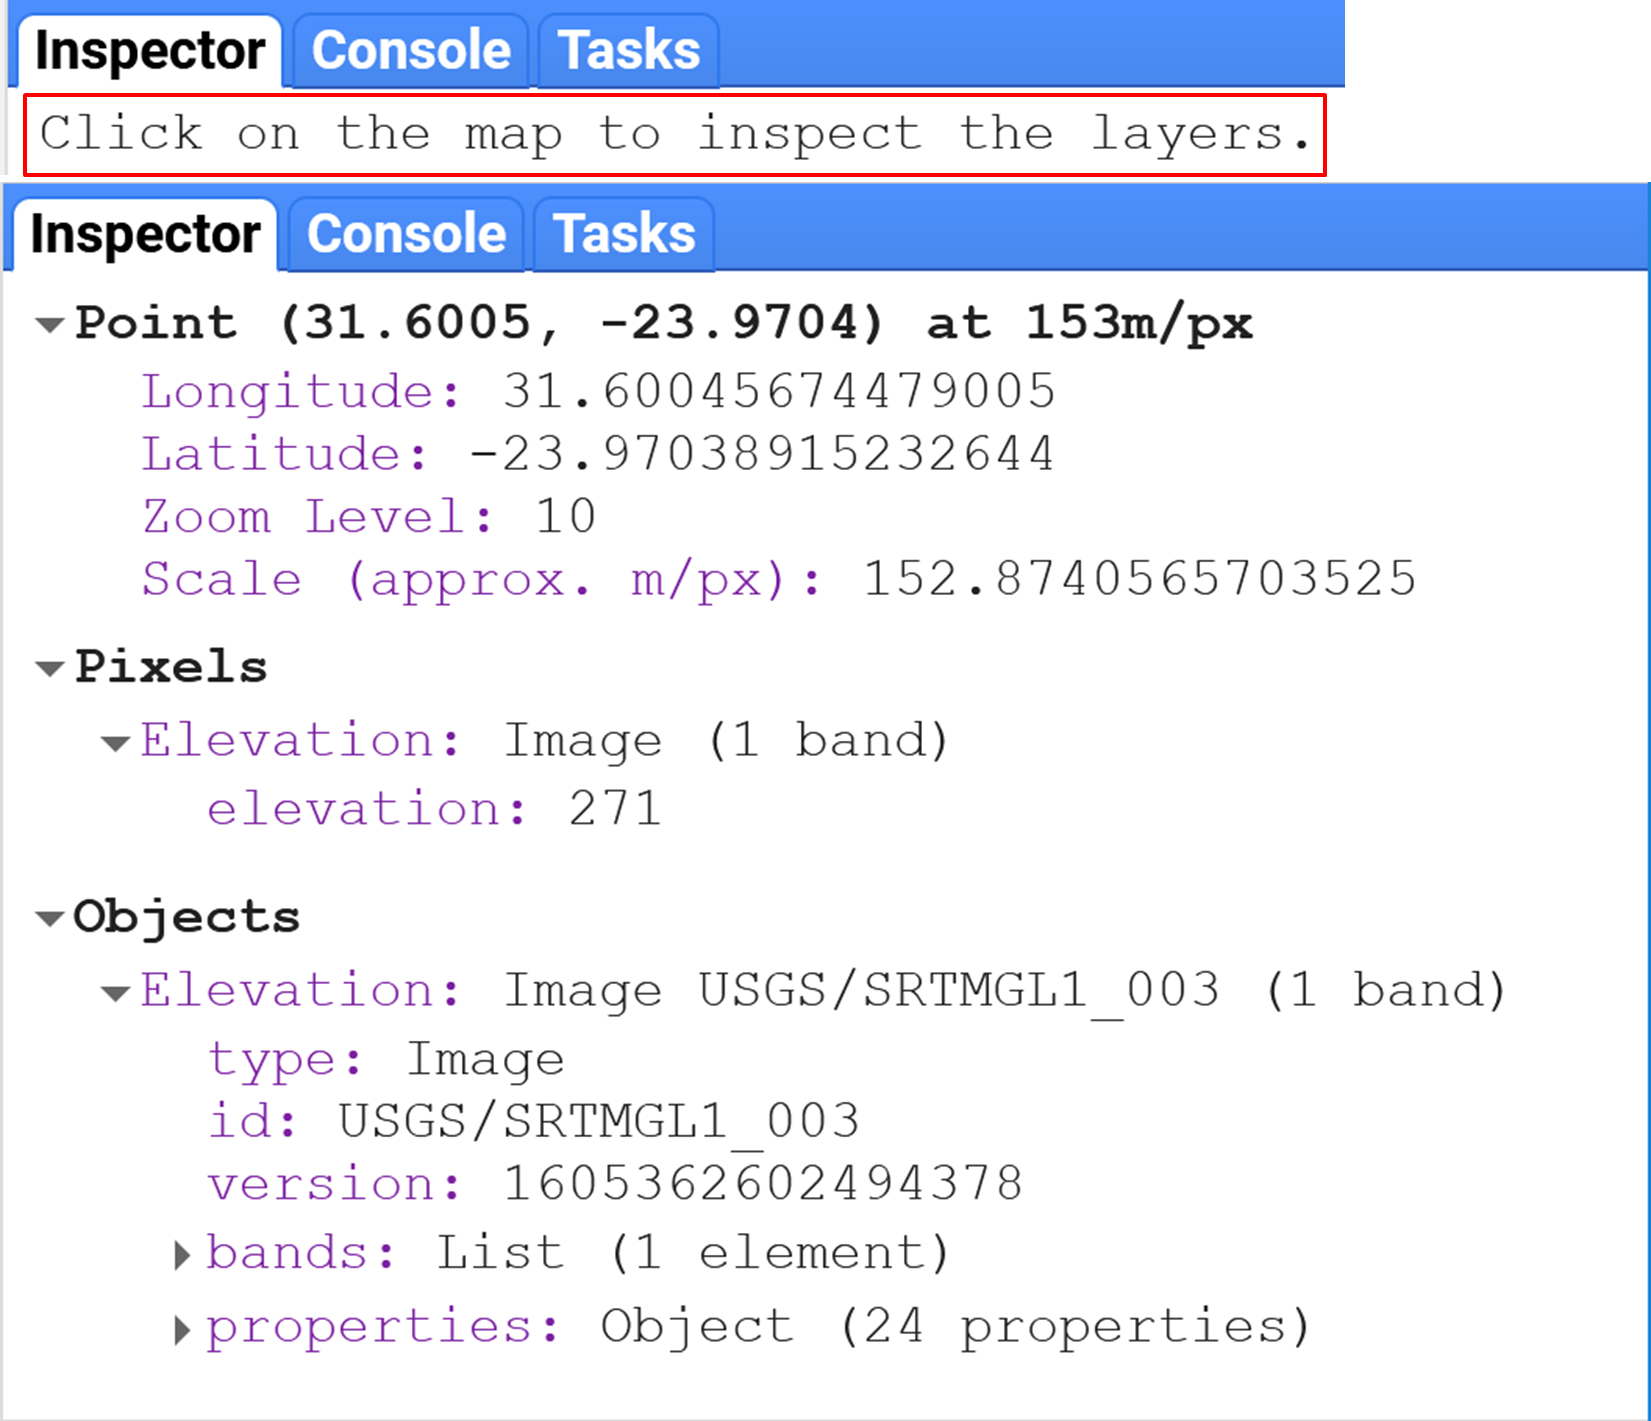 Inspector Console Tasks
Click on the map to inspect the layers.
Inspector Console Tasks
Point (31.6005, -23.9704) at 153m/px
Longitude: 31.60045674479005
Latitude: -23.97038915232644
Zoom Level: 10
Scale (approx. m/px): 152.8740565703525
Pixels
Elevation: Image (1 band)
elevation: 271
Objects
Elevation: Image USGS/SRTMGL1_003 (1 band)
type: Image
id: USGS/SRTMGL1_003
version: 1605362602494378
bands: List (1 element)
properties: Object (24 properties)